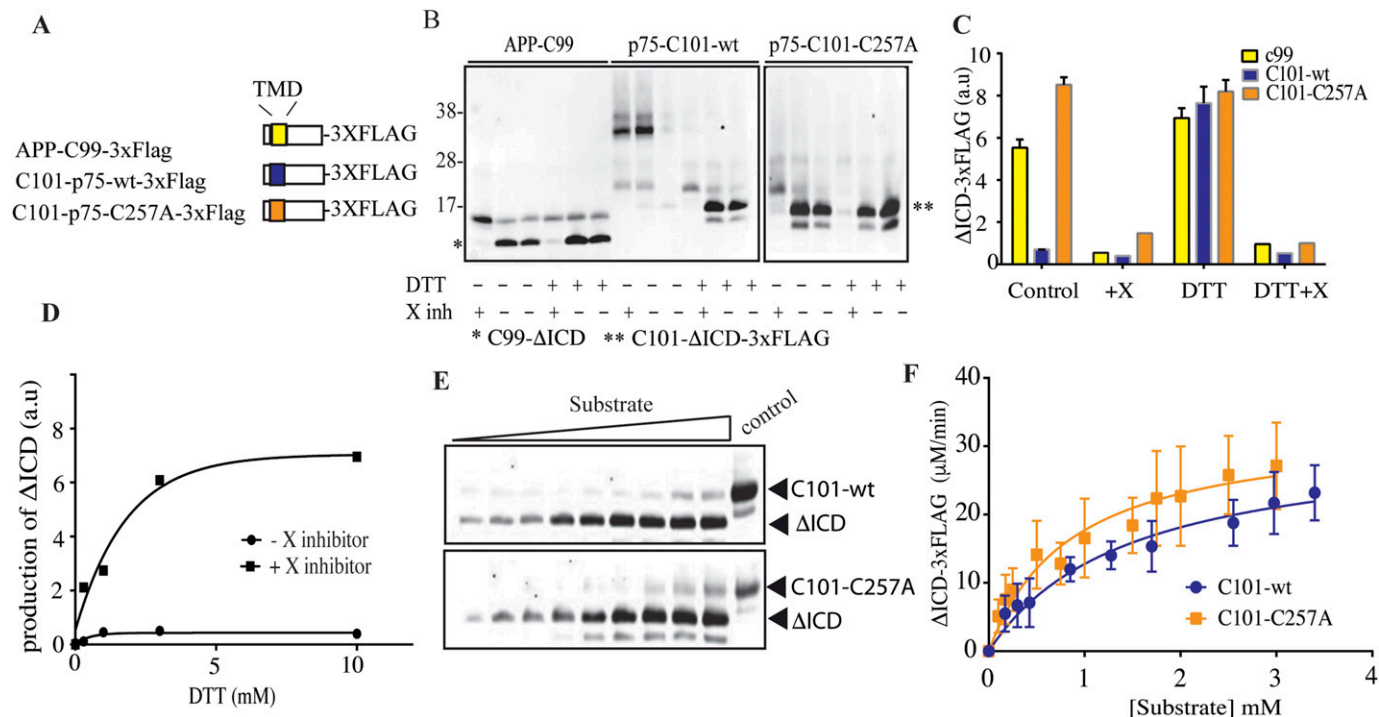 A
TMD
APP-C99-3xFlag
-3XFLAG
C101-p75-wt-3xFlag
-3XFLAG
C101-p75-C257A-3xFlag
-3XFLAG
B
APP-C99 p75-C101-wt p75-C101-C257A
38-
28-
17-
*
**
DTT - - - + + + - - - + + + - - - + + +
X inh + - - + - - + - - - + - - + - - + - -
* C99-ΔICD ** C101-ΔICD-3xFLAG
C
ΔICD-3xFLAG (a.u)
10
8
6
4
2
0
c99
C101-wt
C101-C257A
Control +X DTT DTT+X
D
production of ΔICD (a.u)
8
6
4
2
0
- X inhibitor
+ X inhibitor
0 5 10
DTT (mM)
E
Substrate
control
C101-wt
ΔICD
C101-C257A
ΔICD
F
ΔICD-3xFLAG (μM/min)
40
30
20
10
0
C101-wt
C101-C257A
0 1 2 3 4
[Substrate] mM